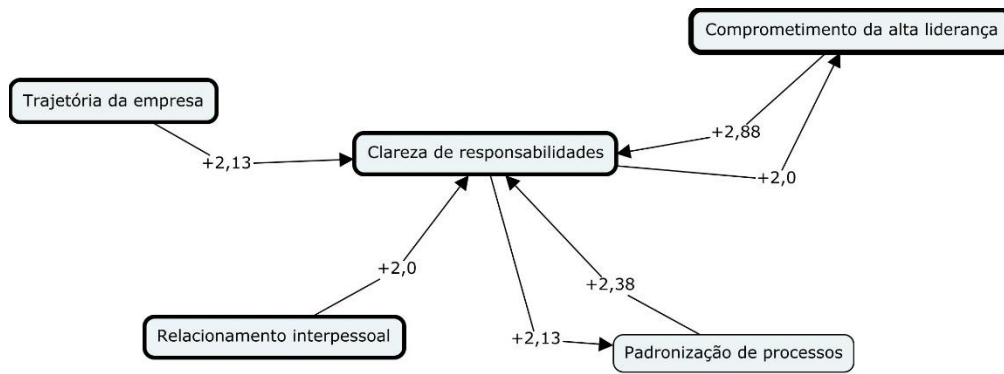 Comprometimento da alta liderança
Trajetória da empresa
+2,88
Clareza de responsabilidades
+2,13
+2,0
+2,0
+2,38
Relacionamento interpessoal
+2,13
Padronização de processos